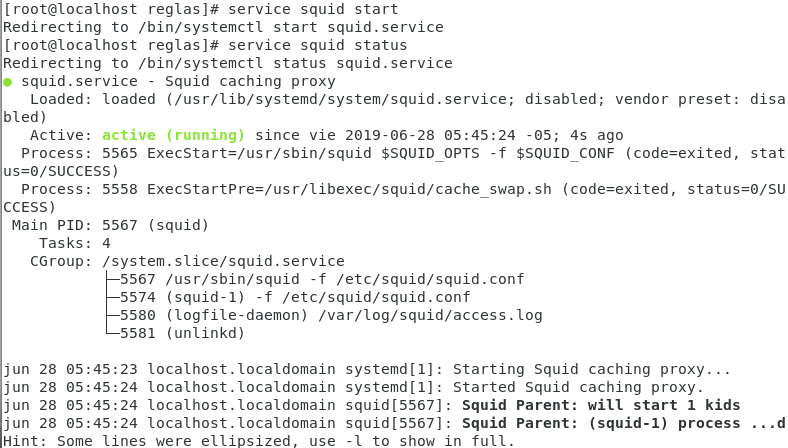 [root@localhost reglas]# service squid start
Redirecting to /bin/systemctl start squid.service
[root@localhost reglas]# service squid status
Redirecting to /bin/systemctl status squid.service
● squid.service - Squid caching proxy
   Loaded: loaded (/usr/lib/systemd/system/squid.service; disabled; vendor preset: disa
bled)
   Active: active (running) since vie 2019-06-28 05:45:24 -05; 4s ago
  Process: 5565 ExecStart=/usr/sbin/squid $SQUID_OPTS -f $SQUID_CONF (code=exited, stat
us=0/SUCCESS)
  Process: 5558 ExecStartPre=/usr/libexec/squid/cache_swap.sh (code=exited, status=0/SU
CCESS)
 Main PID: 5567 (squid)
    Tasks: 4
   CGroup: /system.slice/squid.service
           ├─5567 /usr/sbin/squid -f /etc/squid/squid.conf
           ├─5574 (squid-1) -f /etc/squid/squid.conf
           ├─5580 (logfile-daemon) /var/log/squid/access.log
           └─5581 (unlinkd)

jun 28 05:45:23 localhost.localdomain systemd[1]: Starting Squid caching proxy...
jun 28 05:45:24 localhost.localdomain systemd[1]: Started Squid caching proxy.
jun 28 05:45:24 localhost.localdomain squid[5567]: Squid Parent: will start 1 kids
jun 28 05:45:24 localhost.localdomain squid[5567]: Squid Parent: (squid-1) process ...d
Hint: Some lines were ellipsized, use -l to show in full.